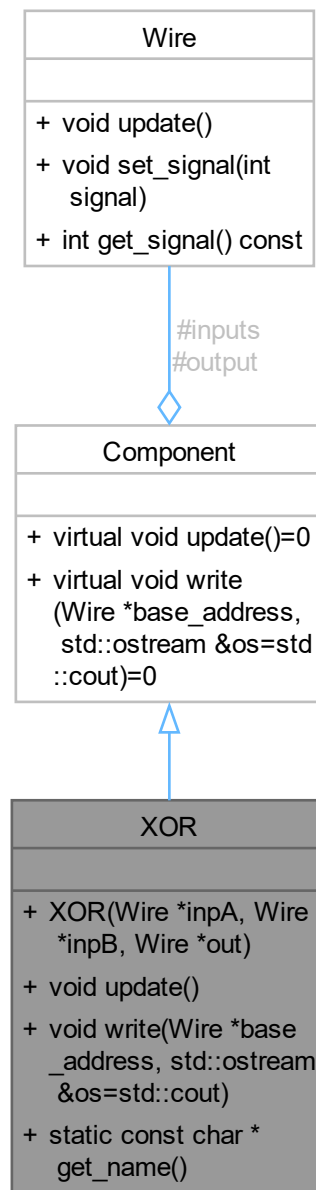 Wire
+ void update()
+ void set_signal(int
signal)
+ int get_signal() const
#inputs
#output
Component
+ virtual void update()=0
+ virtual void write
(Wire *base_address,
std::ostream &os=std
::cout)=0
XOR
+ XOR(Wire *inpA, Wire
*inpB, Wire *out)
+ void update()
+ void write(Wire *base
_address, std::ostream
&os=std::cout)
+ static const char *
get_name()